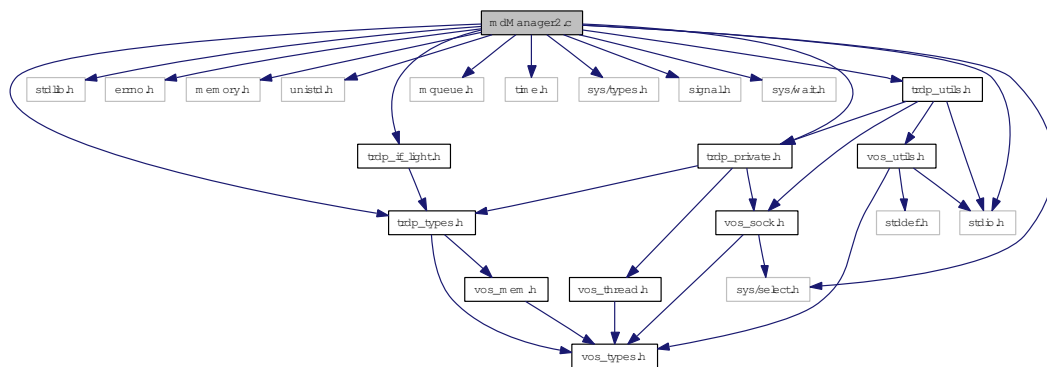 mdManager2.c
stdlib.h
errno.h
memory.h
unistd.h
mqueue.h
time.h
sys/types.h
signal.h
sys/wait.h
trdp_utils.h
trdp_if_light.h
trdp_private.h
vos_utils.h
trdp_types.h
vos_sock.h
stddef.h
stdio.h
vos_mem.h
vos_thread.h
sys/select.h
vos_types.h